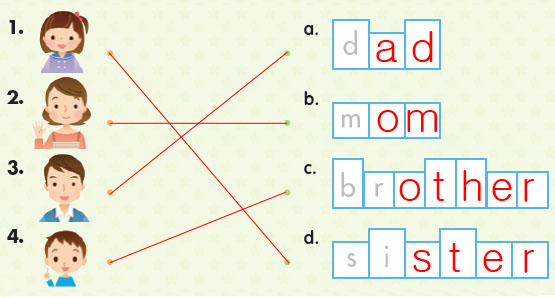 1.
a. dad
2.
b. mom
3.
c. brother
4.
d. sister